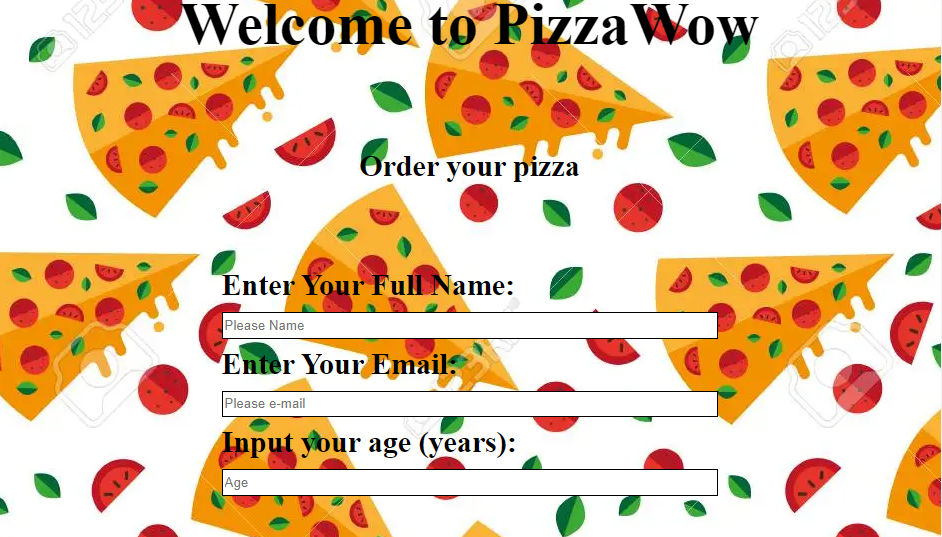 Welcome to PizzaWow
Order your pizza
Enter Your Full Name:
Please Name
Enter Your Email:
Please e-mail
Input your age (years):
Age